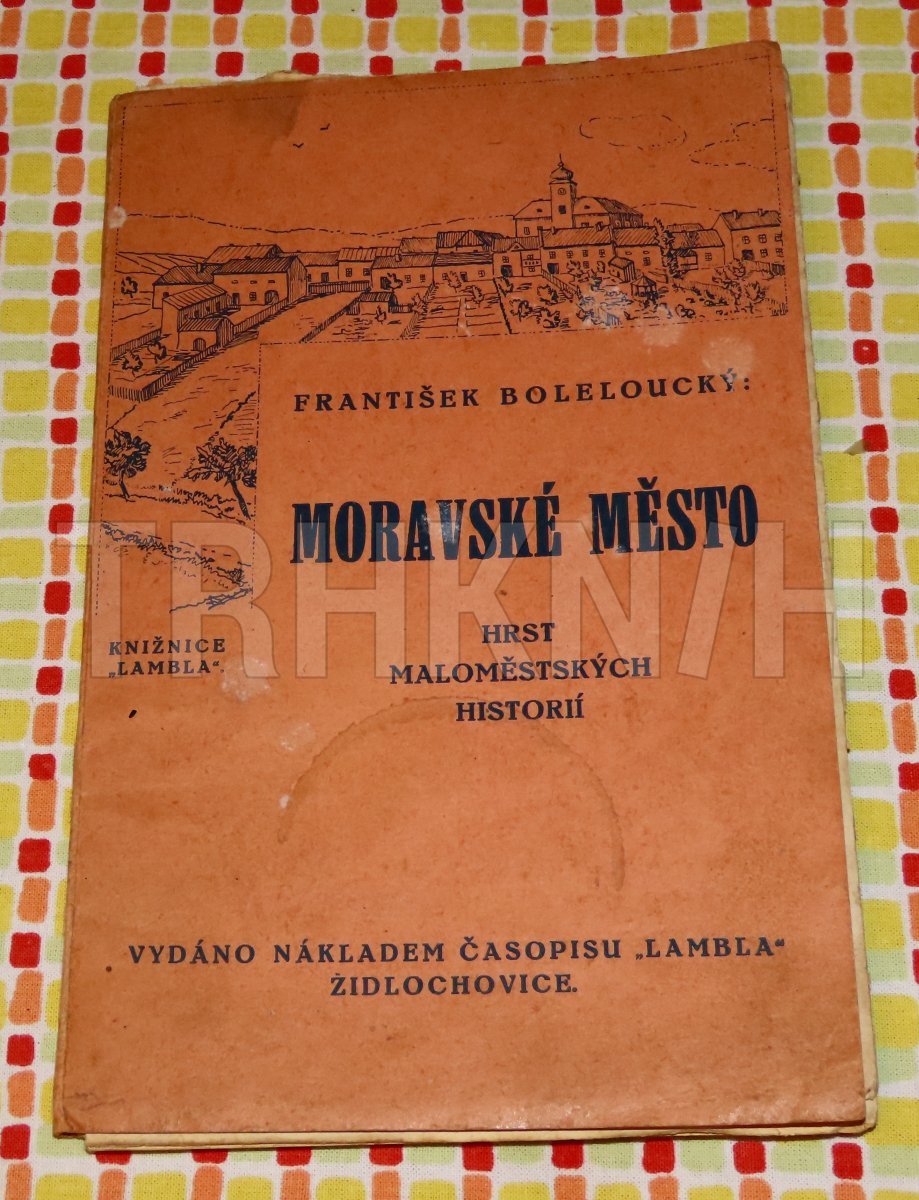 FRANTIŠEK BOLELOUCKÝ:
MORAVSKÉ MĚSTO
TRHKNIH
HRST
MALOMĚSTSKÝCH
HISTORIÍ
KNIŽNICE
„LAMBLA“.
VYDÁNO NÁKLADEM ČASOPISU „LAMBLA“
ŽIDLOCHOVICE.